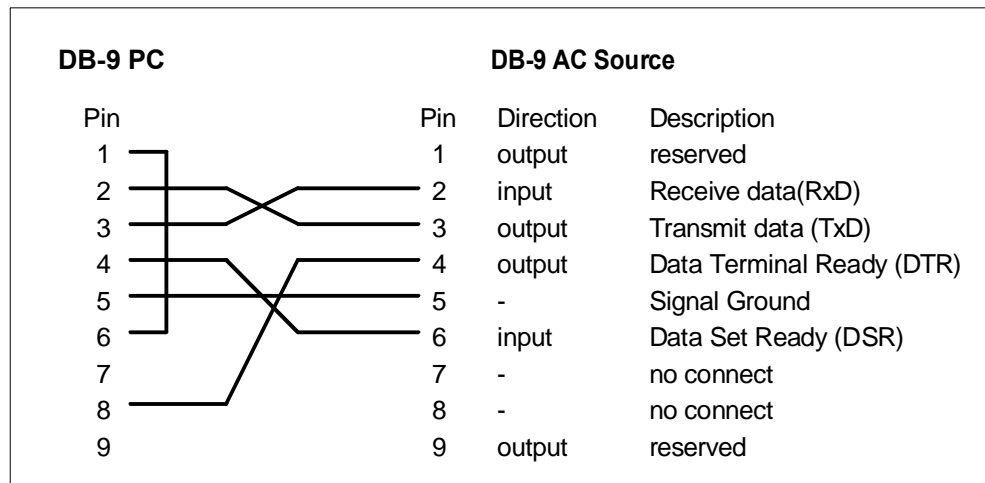 DB-9 PC DB-9 AC Source
Pin Pin Direction Description
1 1 output reserved
2 2 input Receive data(RxD)
3 3 output Transmit data (TxD)
4 4 output Data Terminal Ready (DTR)
5 5 - Signal Ground
6 6 input Data Set Ready (DSR)
7 7 - no connect
8 8 - no connect
9 9 output reserved